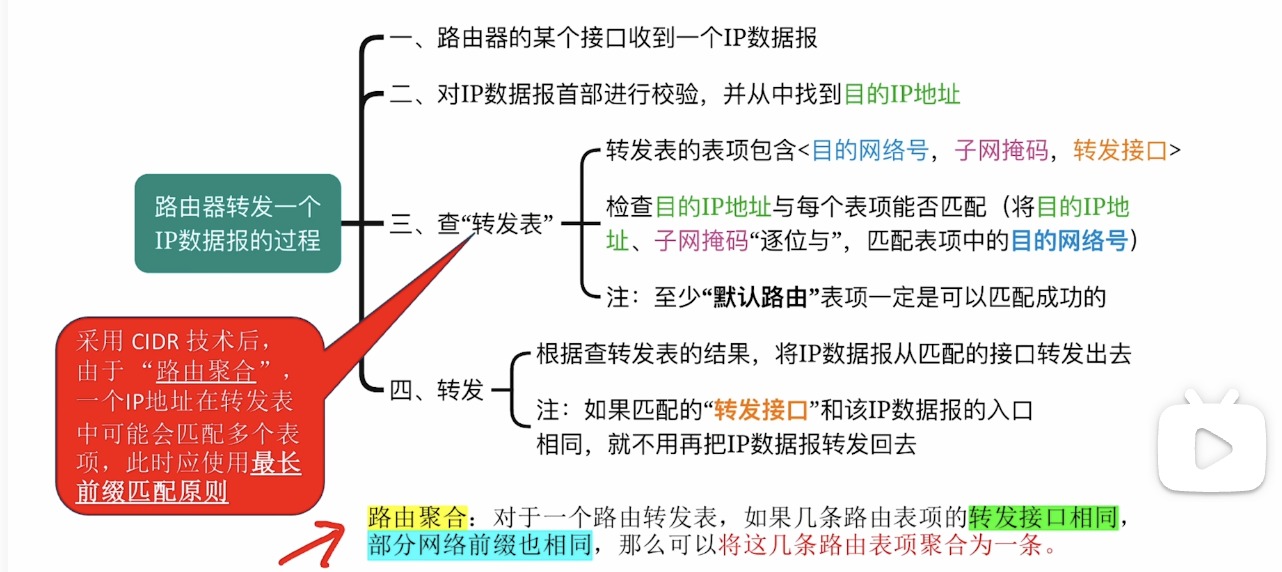 一、路由器的某个接口收到一个IP数据报
二、对IP数据报首部进行校验，并从中找到目的IP地址
路由器转发一个
IP数据报的过程
三、查“转发表”
转发表的表项包含<目的网络号，子网掩码，转发接口>
检查目的IP地址与每个表项能否匹配（将目的IP地
址、子网掩码“逐位与”，匹配表项中的目的网络号）
注：至少“默认路由”表项一定是可以匹配成功的
四、转发
根据查转发表的结果，将IP数据报从匹配的接口转发出去
注：如果匹配的“转发接口”和该IP数据报的入口
相同，就不用再把IP数据报转发回去
采用 CIDR 技术后，
由于“路由聚合”，
一个IP地址在转发表
中可能会匹配多个表
项，此时应使用最长
前缀匹配原则
路由聚合：对于一个路由转发表，如果几条路由表项的转发接口相同，
部分网络前缀也相同，那么可以将这几条路由表项聚合为一条。